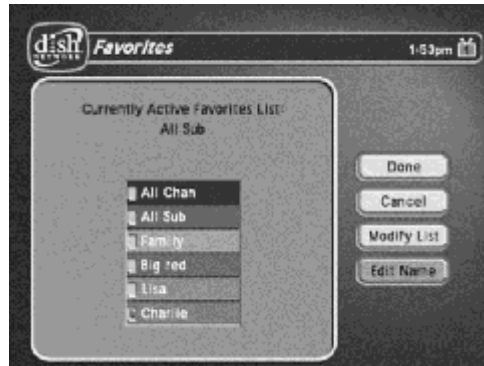 dish
NETWORK
Favorites
1:53pm
Currently Active Favorites List:
All Sub
All Chan
All Sub
Family
Big red
Lisa
Charlie
Done
Cancel
Modify List
Edit Name